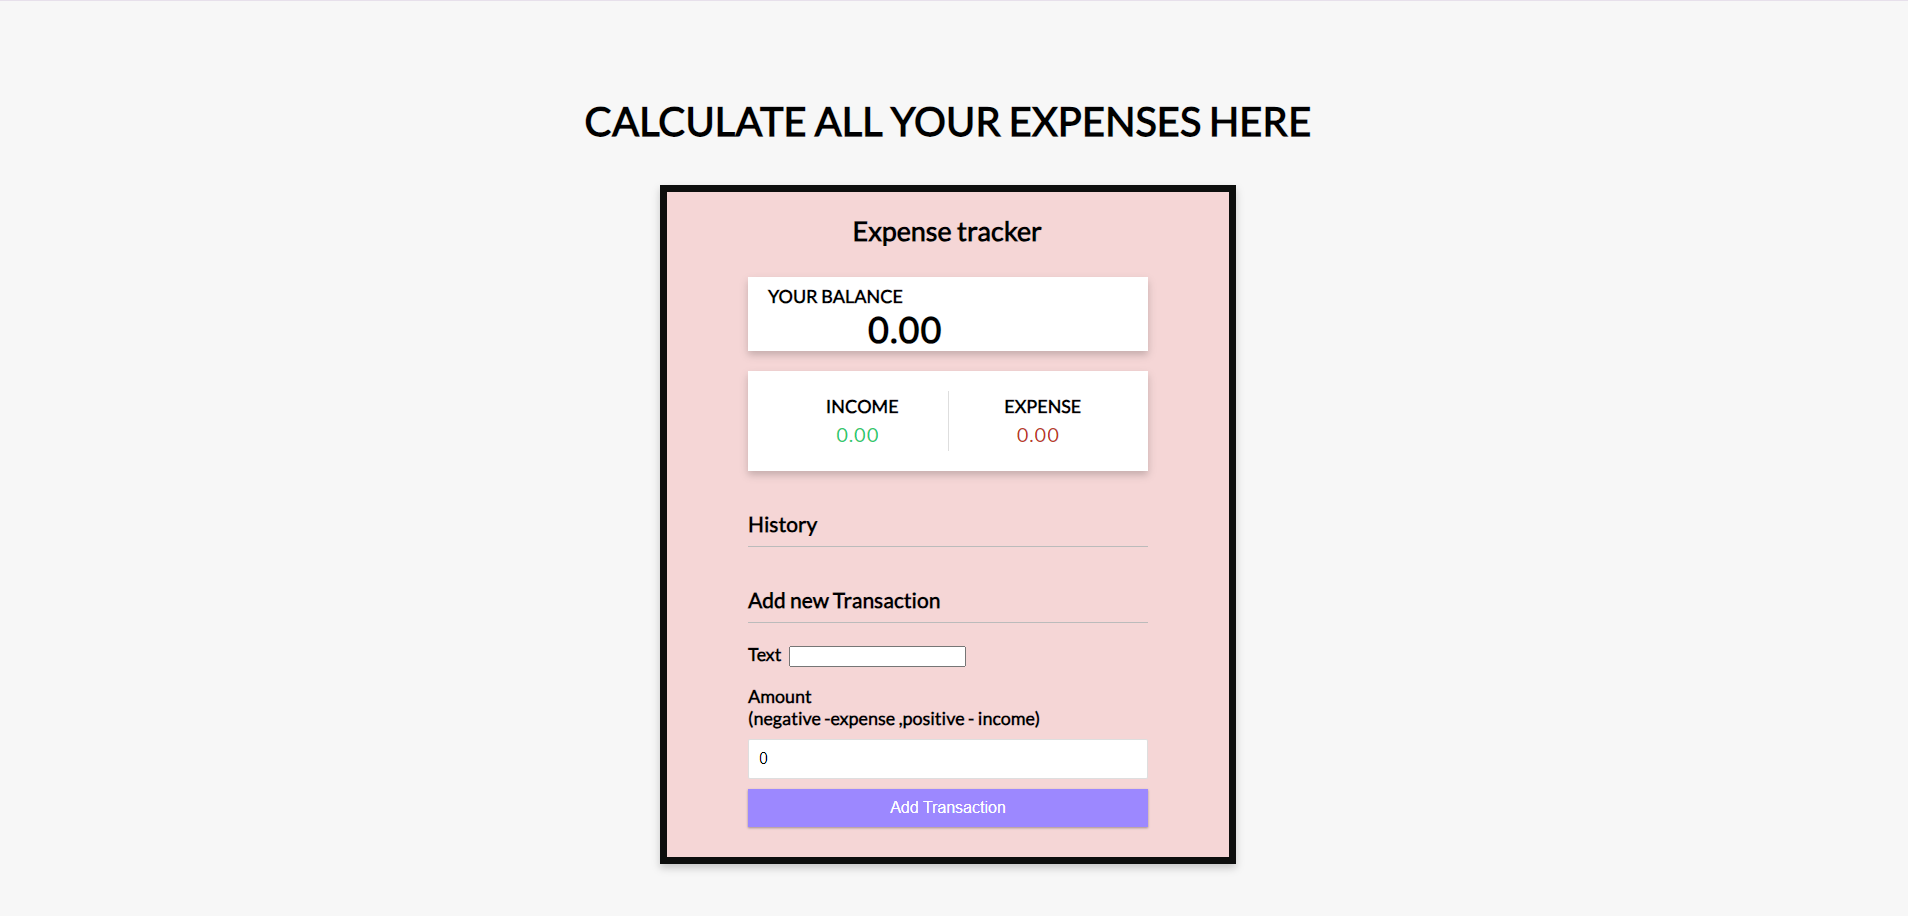 CALCULATE ALL YOUR EXPENSES HERE
Expense tracker
YOUR BALANCE
0.00
INCOME
0.00
EXPENSE
0.00
History
Add new Transaction
Text
Amount
(negative -expense ,positive - income)
0
Add Transaction